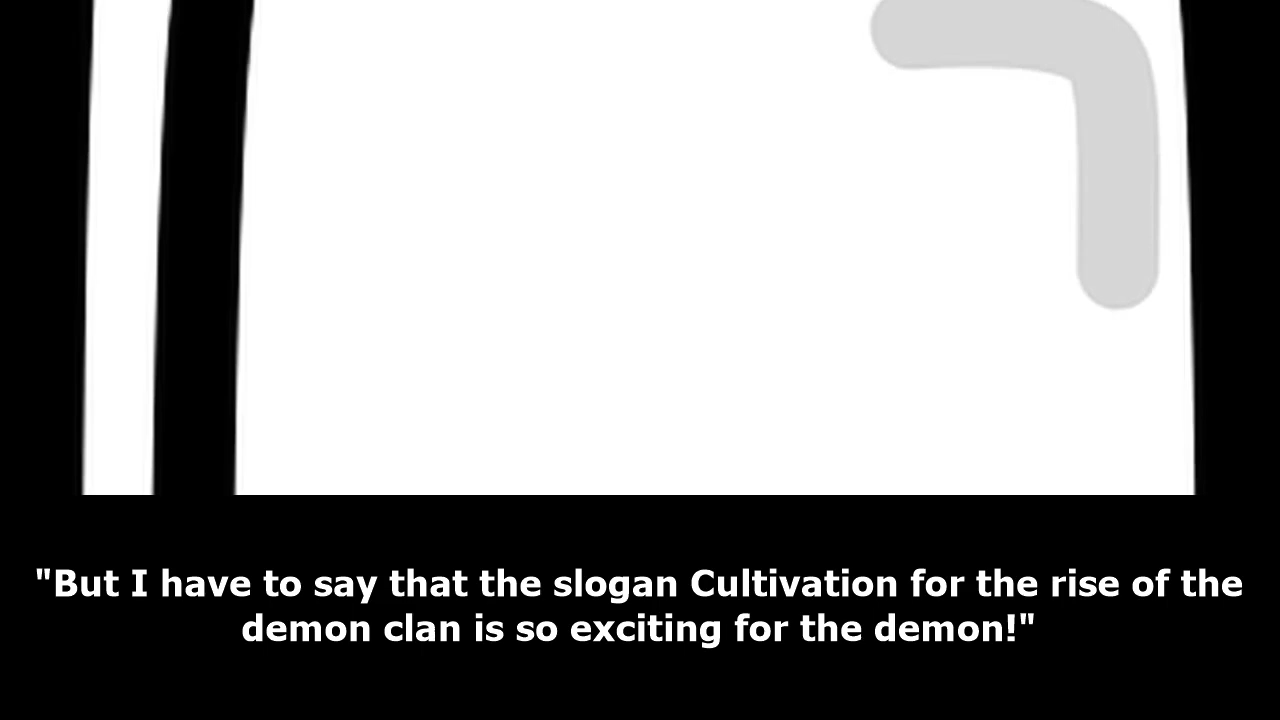 "But I have to say that the slogan Cultivation for the rise of the
demon clan is so exciting for the demon!"